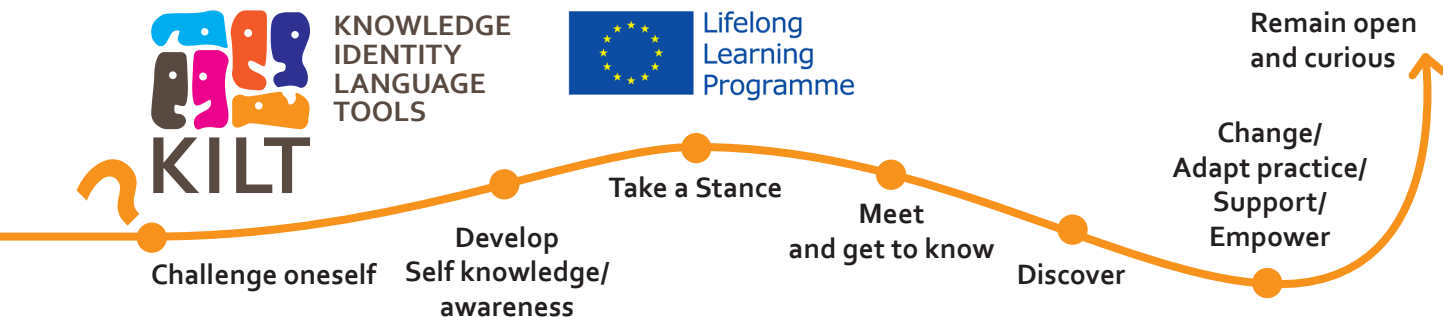 KILT
KNOWLEDGE
IDENTITY
LANGUAGE
TOOLS
Lifelong
Learning
Programme
?
Challenge oneself
Develop
Self knowledge/
awareness
Take a Stance
Meet
and get to know
Discover
Change/
Adapt practice/
Support/
Empower
Remain open
and curious